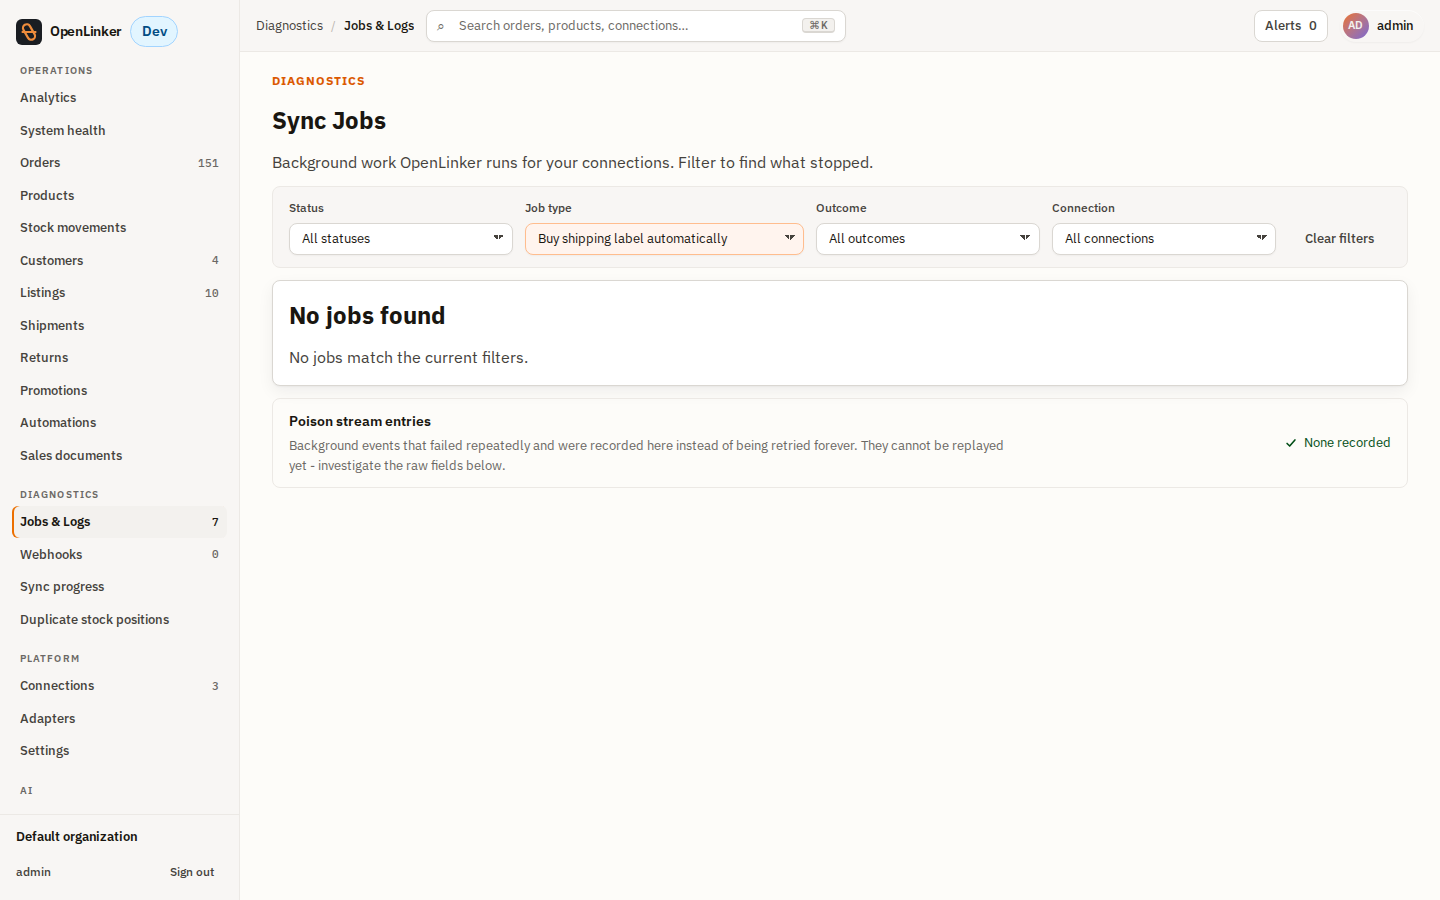 OpenLinker
Dev
OPERATIONS
Analytics
System health
Orders 151
Products
Stock movements
Customers 4
Listings 10
Shipments
Returns
Promotions
Automations
Sales documents
DIAGNOSTICS
Jobs & Logs 7
Webhooks 0
Sync progress
Duplicate stock positions
PLATFORM
Connections 3
Adapters
Settings
AI
Default organization
admin Sign out
Diagnostics / Jobs & Logs
Search orders, products, connections... ⌘K
Alerts 0
AD admin
DIAGNOSTICS
Sync Jobs
Background work OpenLinker runs for your connections. Filter to find what stopped.
Status Job type Outcome Connection
All statuses Buy shipping label automatically All outcomes All connections Clear filters
No jobs found
No jobs match the current filters.
Poison stream entries
Background events that failed repeatedly and were recorded here instead of being retried forever. They cannot be replayed
yet - investigate the raw fields below.
✓ None recorded